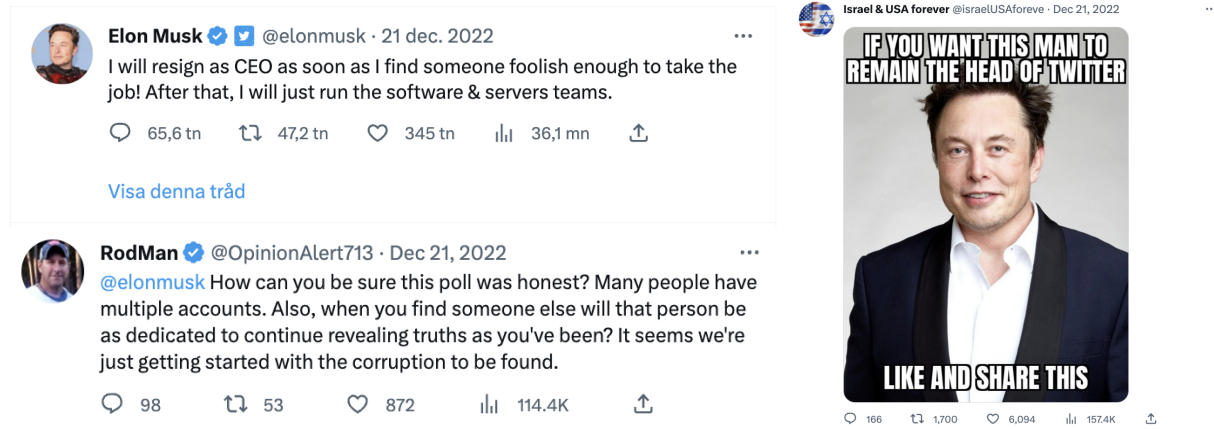 Elon Musk @elonmusk · 21 dec. 2022
I will resign as CEO as soon as I find someone foolish enough to take the
job! After that, I will just run the software & servers teams.
65,6 tn 47,2 tn 345 tn 36,1 mn
Visa denna tråd
RodMan @OpinionAlert713 · Dec 21, 2022
@elonmusk How can you be sure this poll was honest? Many people have
multiple accounts. Also, when you find someone else will that person be
as dedicated to continue revealing truths as you've been? It seems we're
just getting started with the corruption to be found.
98 53 872 114.4K
Israel & USA forever @israelUSAforeve · Dec 21, 2022
IF YOU WANT THIS MAN TO
REMAIN THE HEAD OF TWITTER
LIKE AND SHARE THIS
166 1,700 6,094 157.4K